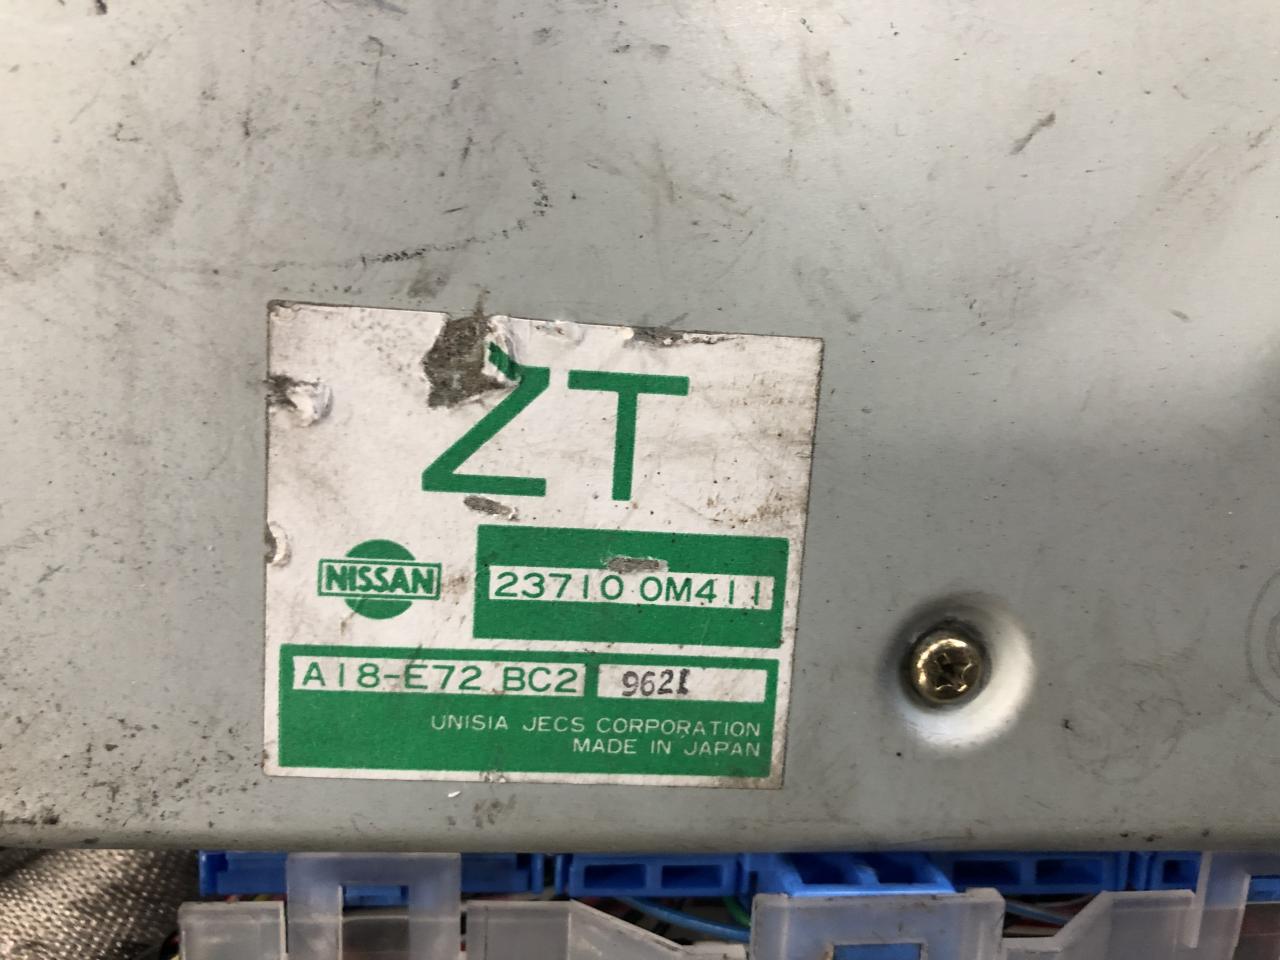 ZT
NISSAN
23710 0M411
A18-E72 BC2 9621
UNISIA JECS CORPORATION
MADE IN JAPAN